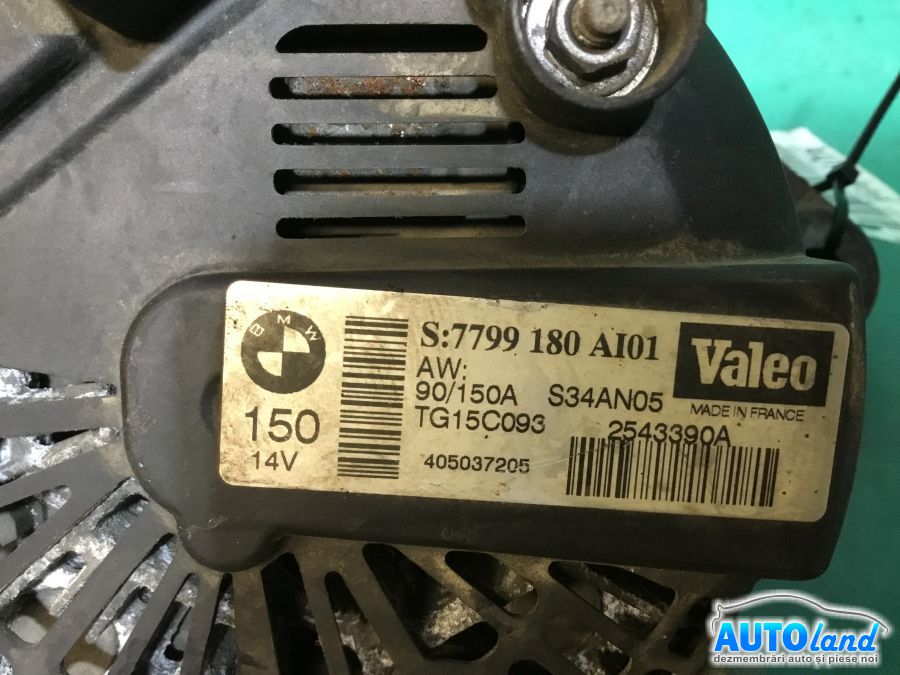 BMW
150
14V
S:7799 180 AI01
AW:
90/150A S34AN05
TG15C093
405037205
Valeo
MADE IN FRANCE
2543390A
AUTOland
dezmembrări auto și piese noi